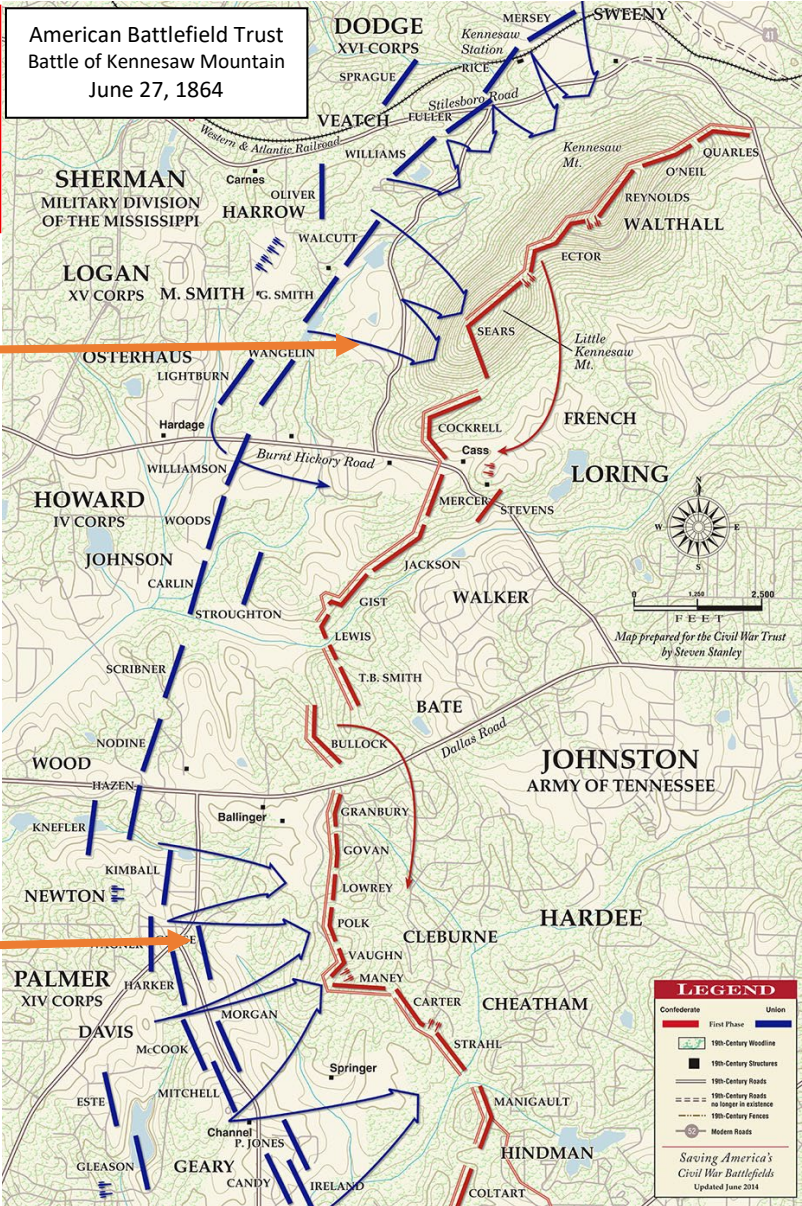 American Battlefield Trust
Battle of Kennesaw Mountain
June 27, 1864
DODGE
XVI CORPS
MERSEY
SWEENY
Kennesaw
Station
41
SPRAGUE
RICE
Stilesboro Road
VEATCH
FULLER
Western & Atlantic Railroad
WILLIAMS
Kennesaw
Mt.
QUARLES
O'NEIL
SHERMAN
MILITARY DIVISION
OF THE MISSISSIPPI
Carnes
OLIVER
HARROW
REYNOLDS
WALTHALL
WALCUTT
ECTOR
LOGAN
XV CORPS
M. SMITH
G. SMITH
SEARS
Little
Kennesaw
Mt.
OSTERHAUS
WANGELIN
LIGHTBURN
Hardage
COCKRELL
FRENCH
Burnt Hickory Road
Cass
WILLIAMSON
LORING
HOWARD
IV CORPS
WOODS
MERCER
STEVENS
N
W
E
S
JOHNSON
CARLIN
JACKSON
STROUGHTON
GIST
WALKER
0
1,250
2,500
FEET
Map prepared for the Civil War Trust
by Steven Stanley
LEWIS
SCRIBNER
T.B. SMITH
BATE
NODINE
BULLOCK
Dallas Road
WOOD
JOHNSTON
ARMY OF TENNESSEE
HAZEN
KNEFLER
Ballinger
GRANBURY
GOVAN
KIMBALL
NEWTON
LOWREY
POLK
HARDEE
CLEBURNE
WAGNER
VAUGHN
MANEY
PALMER
XIV CORPS
HARKER
CARTER
CHEATHAM
DAVIS
MORGAN
McCOOK
STRAHL
Springer
MITCHELL
ESTE
MANIGAULT
Channel
P. JONES
HINDMAN
GLEASON
GEARY
CANDY
IRELAND
COLTART
LEGEND
Confederate
Union
First Phase
19th-Century Woodline
19th-Century Structures
19th-Century Roads
19th-Century Roads
no longer in existence
19th-Century Fences
52
Modern Roads
Saving America's
Civil War Battlefields
Updated June 2014